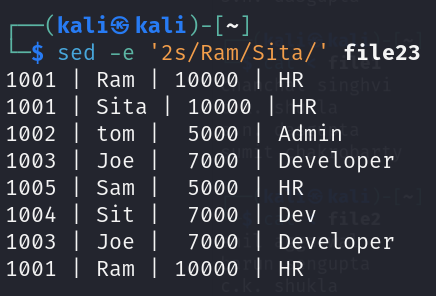 ┌──(kali㉿kali)-[~]
└─$ sed -e '2s/Ram/Sita/' file23
1001 | Ram | 10000 | HR
1001 | Sita | 10000 | HR
1002 | tom |  5000 | Admin
1003 | Joe |  7000 | Developer
1005 | Sam |  5000 | HR
1004 | Sit |  7000 | Dev
1003 | Joe |  7000 | Developer
1001 | Ram | 10000 | HR